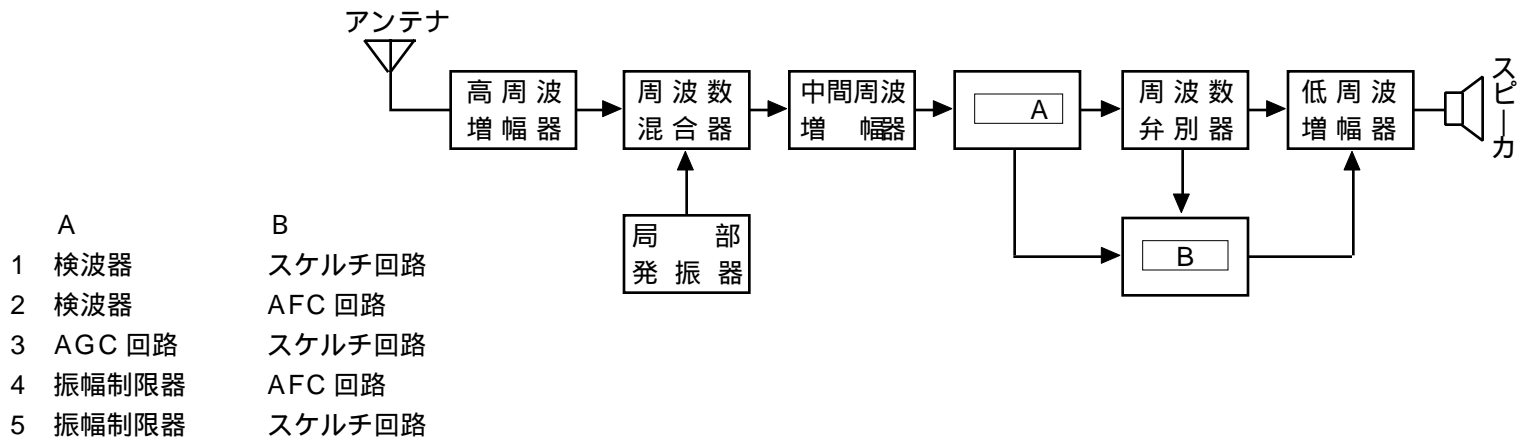 アンテナ
高周波
増幅器
周波数
混合器
中間周波
増幅器
A
周波数
弁別器
低周波
増幅器
スピーカ
局部
発振器
B
A B
1 検波器 スケルチ回路
2 検波器 AFC 回路
3 AGC 回路 スケルチ回路
4 振幅制限器 AFC 回路
5 振幅制限器 スケルチ回路